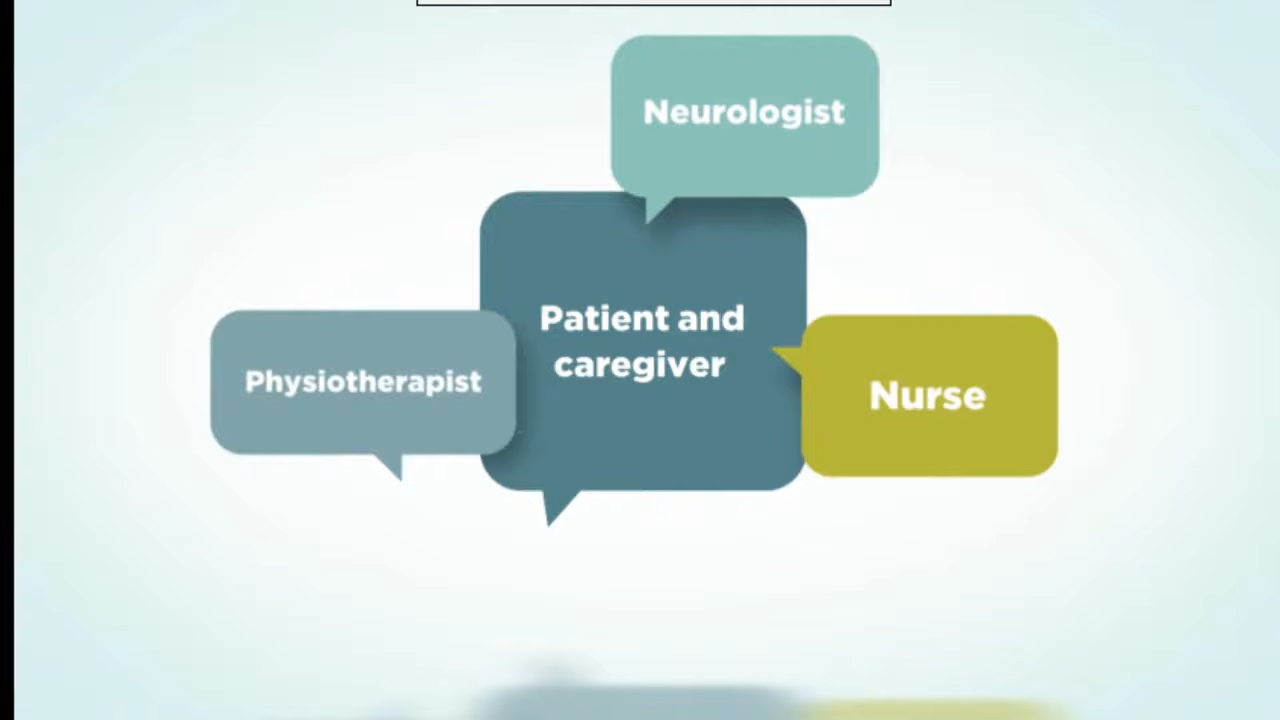 Neurologist
Patient and
caregiver
Physiotherapist
Nurse